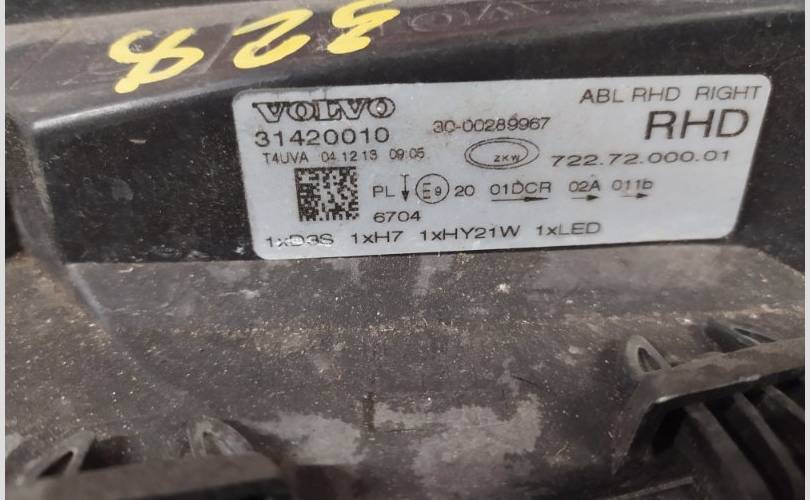 328
VOLVO
ABL RHD RIGHT
31420010
30-00289967
RHD
T4UVA 04.12.13 09:05
ZKW
722.72.000.01
PL E9 20 01DCR 02A 011b
6704
1xD3S 1xH7 1xHY21W 1xLED